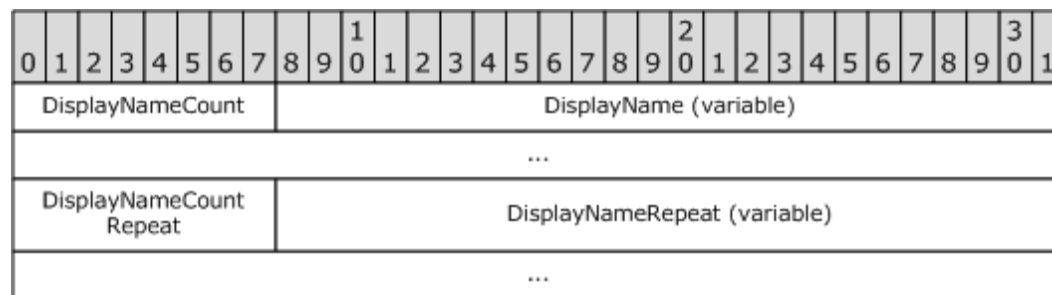 0 1 2 3 4 5 6 7 8 9 1 0 1 2 3 4 5 6 7 8 9 2 0 1 2 3 4 5 6 7 8 9 3 0 1
DisplayNameCount DisplayName (variable)
...
DisplayNameCount
Repeat DisplayNameRepeat (variable)
...